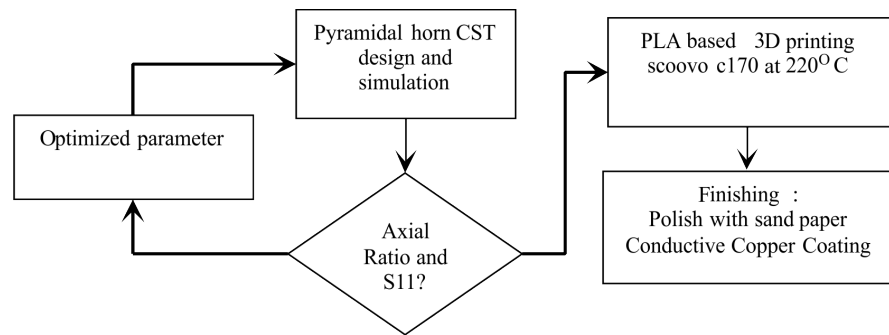 Pyramidal horn CST
design and
simulation
Optimized parameter
Axial
Ratio and
S11?
PLA based 3D printing
scoovo c170 at 220ᴼ C
Finishing :
Polish with sand paper
Conductive Copper Coating